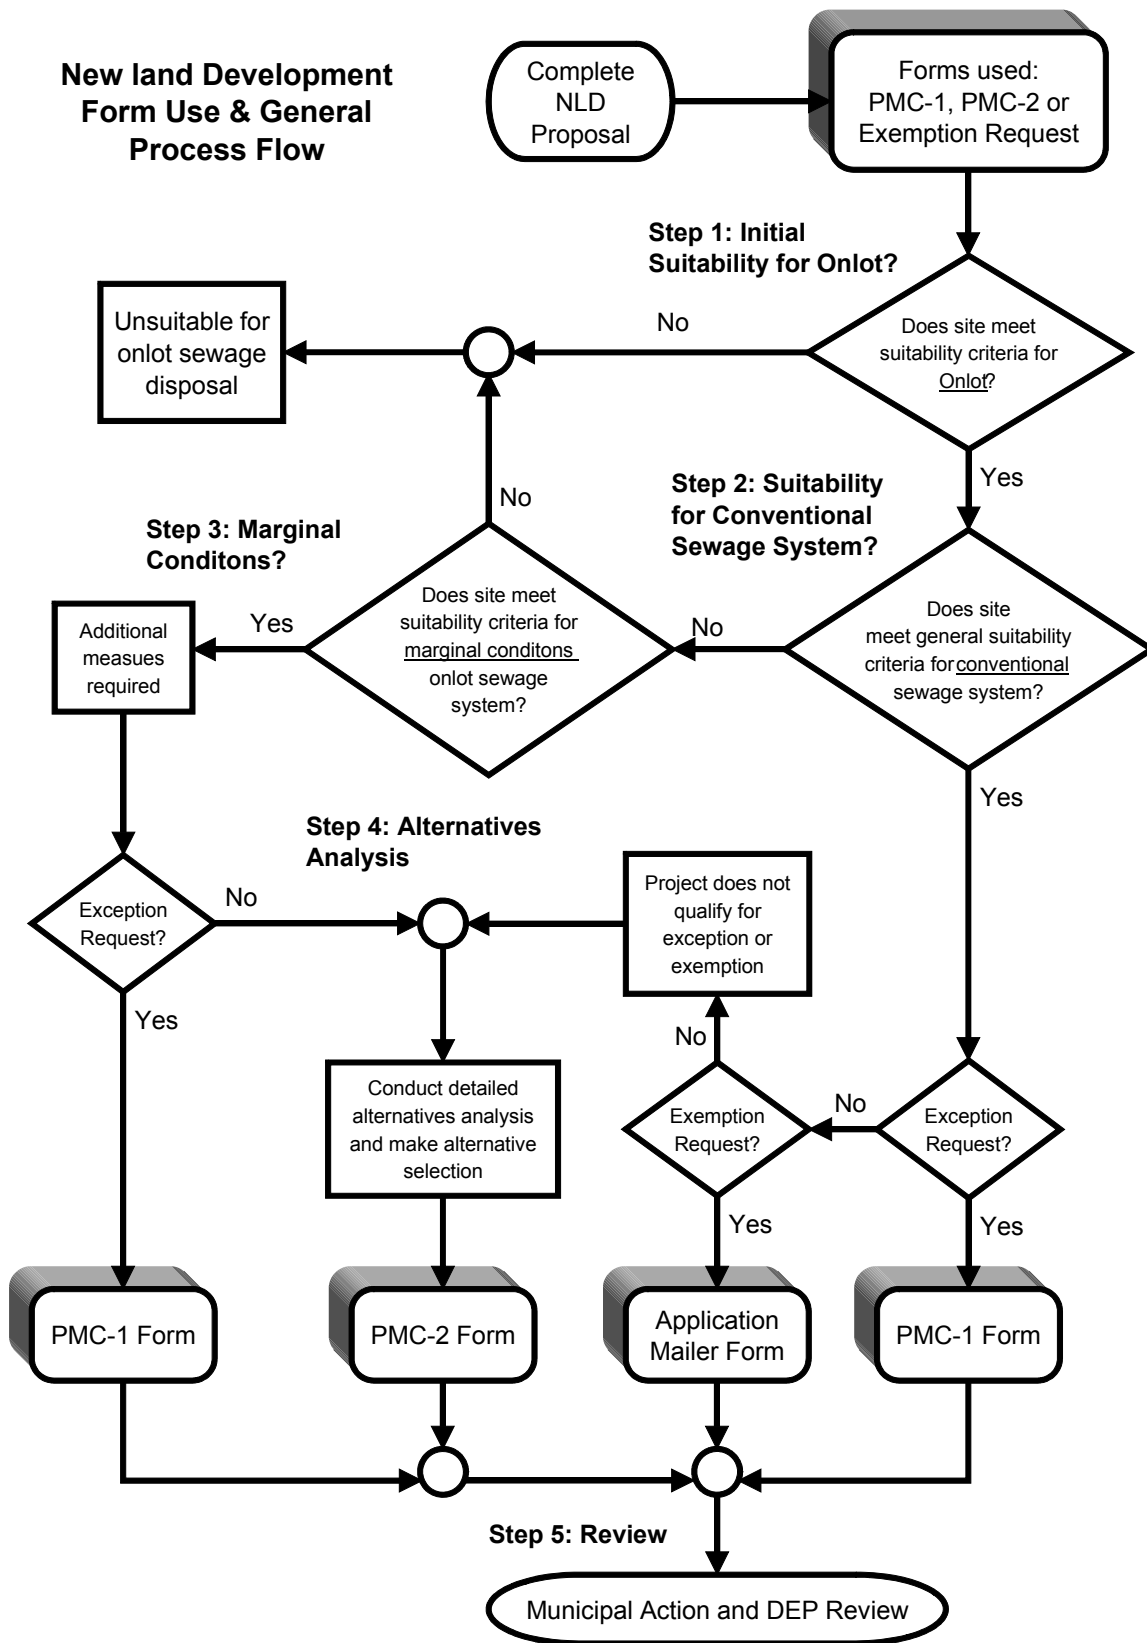 New land Development
Form Use & General
Process Flow
Complete
NLD
Proposal
Forms used:
PMC-1, PMC-2 or
Exemption Request
Step 1: Initial
Suitability for Onlot?
Does site meet
suitability criteria for
Onlot?
No
Unsuitable for
onlot sewage
disposal
Yes
Step 2: Suitability
for Conventional
Sewage System?
Does site
meet general suitability
criteria for conventional
sewage system?
No
Step 3: Marginal
Conditons?
Does site meet
suitability criteria for
marginal conditons
onlot sewage
system?
No
Yes
Additional
measues
required
Yes
Step 4: Alternatives
Analysis
Exception
Request?
No
Project does not
qualify for
exception or
exemption
Yes
No
Conduct detailed
alternatives analysis
and make alternative
selection
Exemption
Request?
No
Exception
Request?
Yes
Yes
PMC-1 Form
PMC-2 Form
Application
Mailer Form
PMC-1 Form
Step 5: Review
Municipal Action and DEP Review